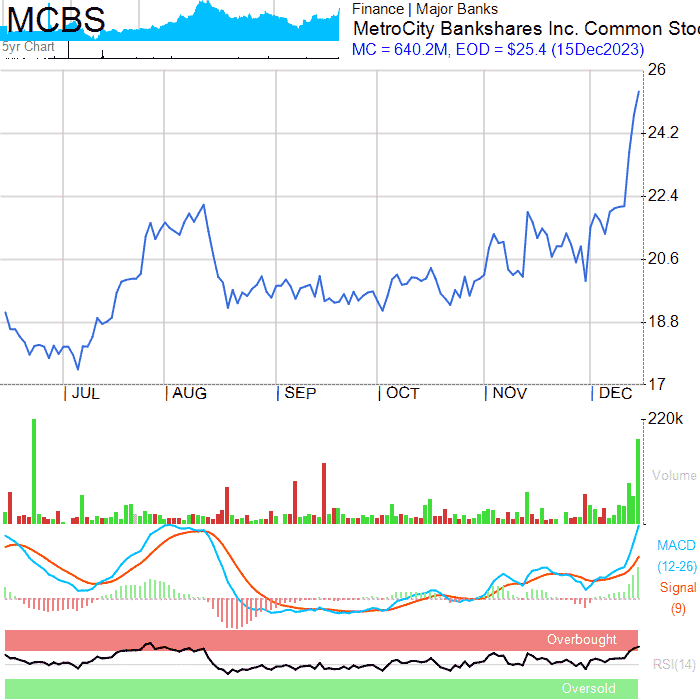 MCBS
5yr Chart
Finance | Major Banks
MetroCity Bankshares Inc. Common Stoc
MC = 640.2M, EOD = $25.4 (15Dec2023)
26
24.2
22.4
20.6
18.8
17
JUL AUG SEP OCT NOV DEC
220k
Volume
MACD
(12-26)
Signal
(9)
Overbought
RSI(14)
Oversold